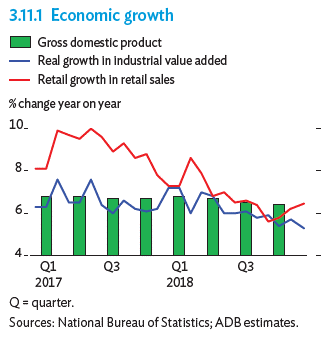 3.11.1 Economic growth
Gross domestic product
Real growth in industrial value added
Retail growth in retail sales
% change year on year
10
8
6
4
Q1 Q3 Q1 Q3
2017 2018
Q = quarter.
Sources: National Bureau of Statistics; ADB estimates.